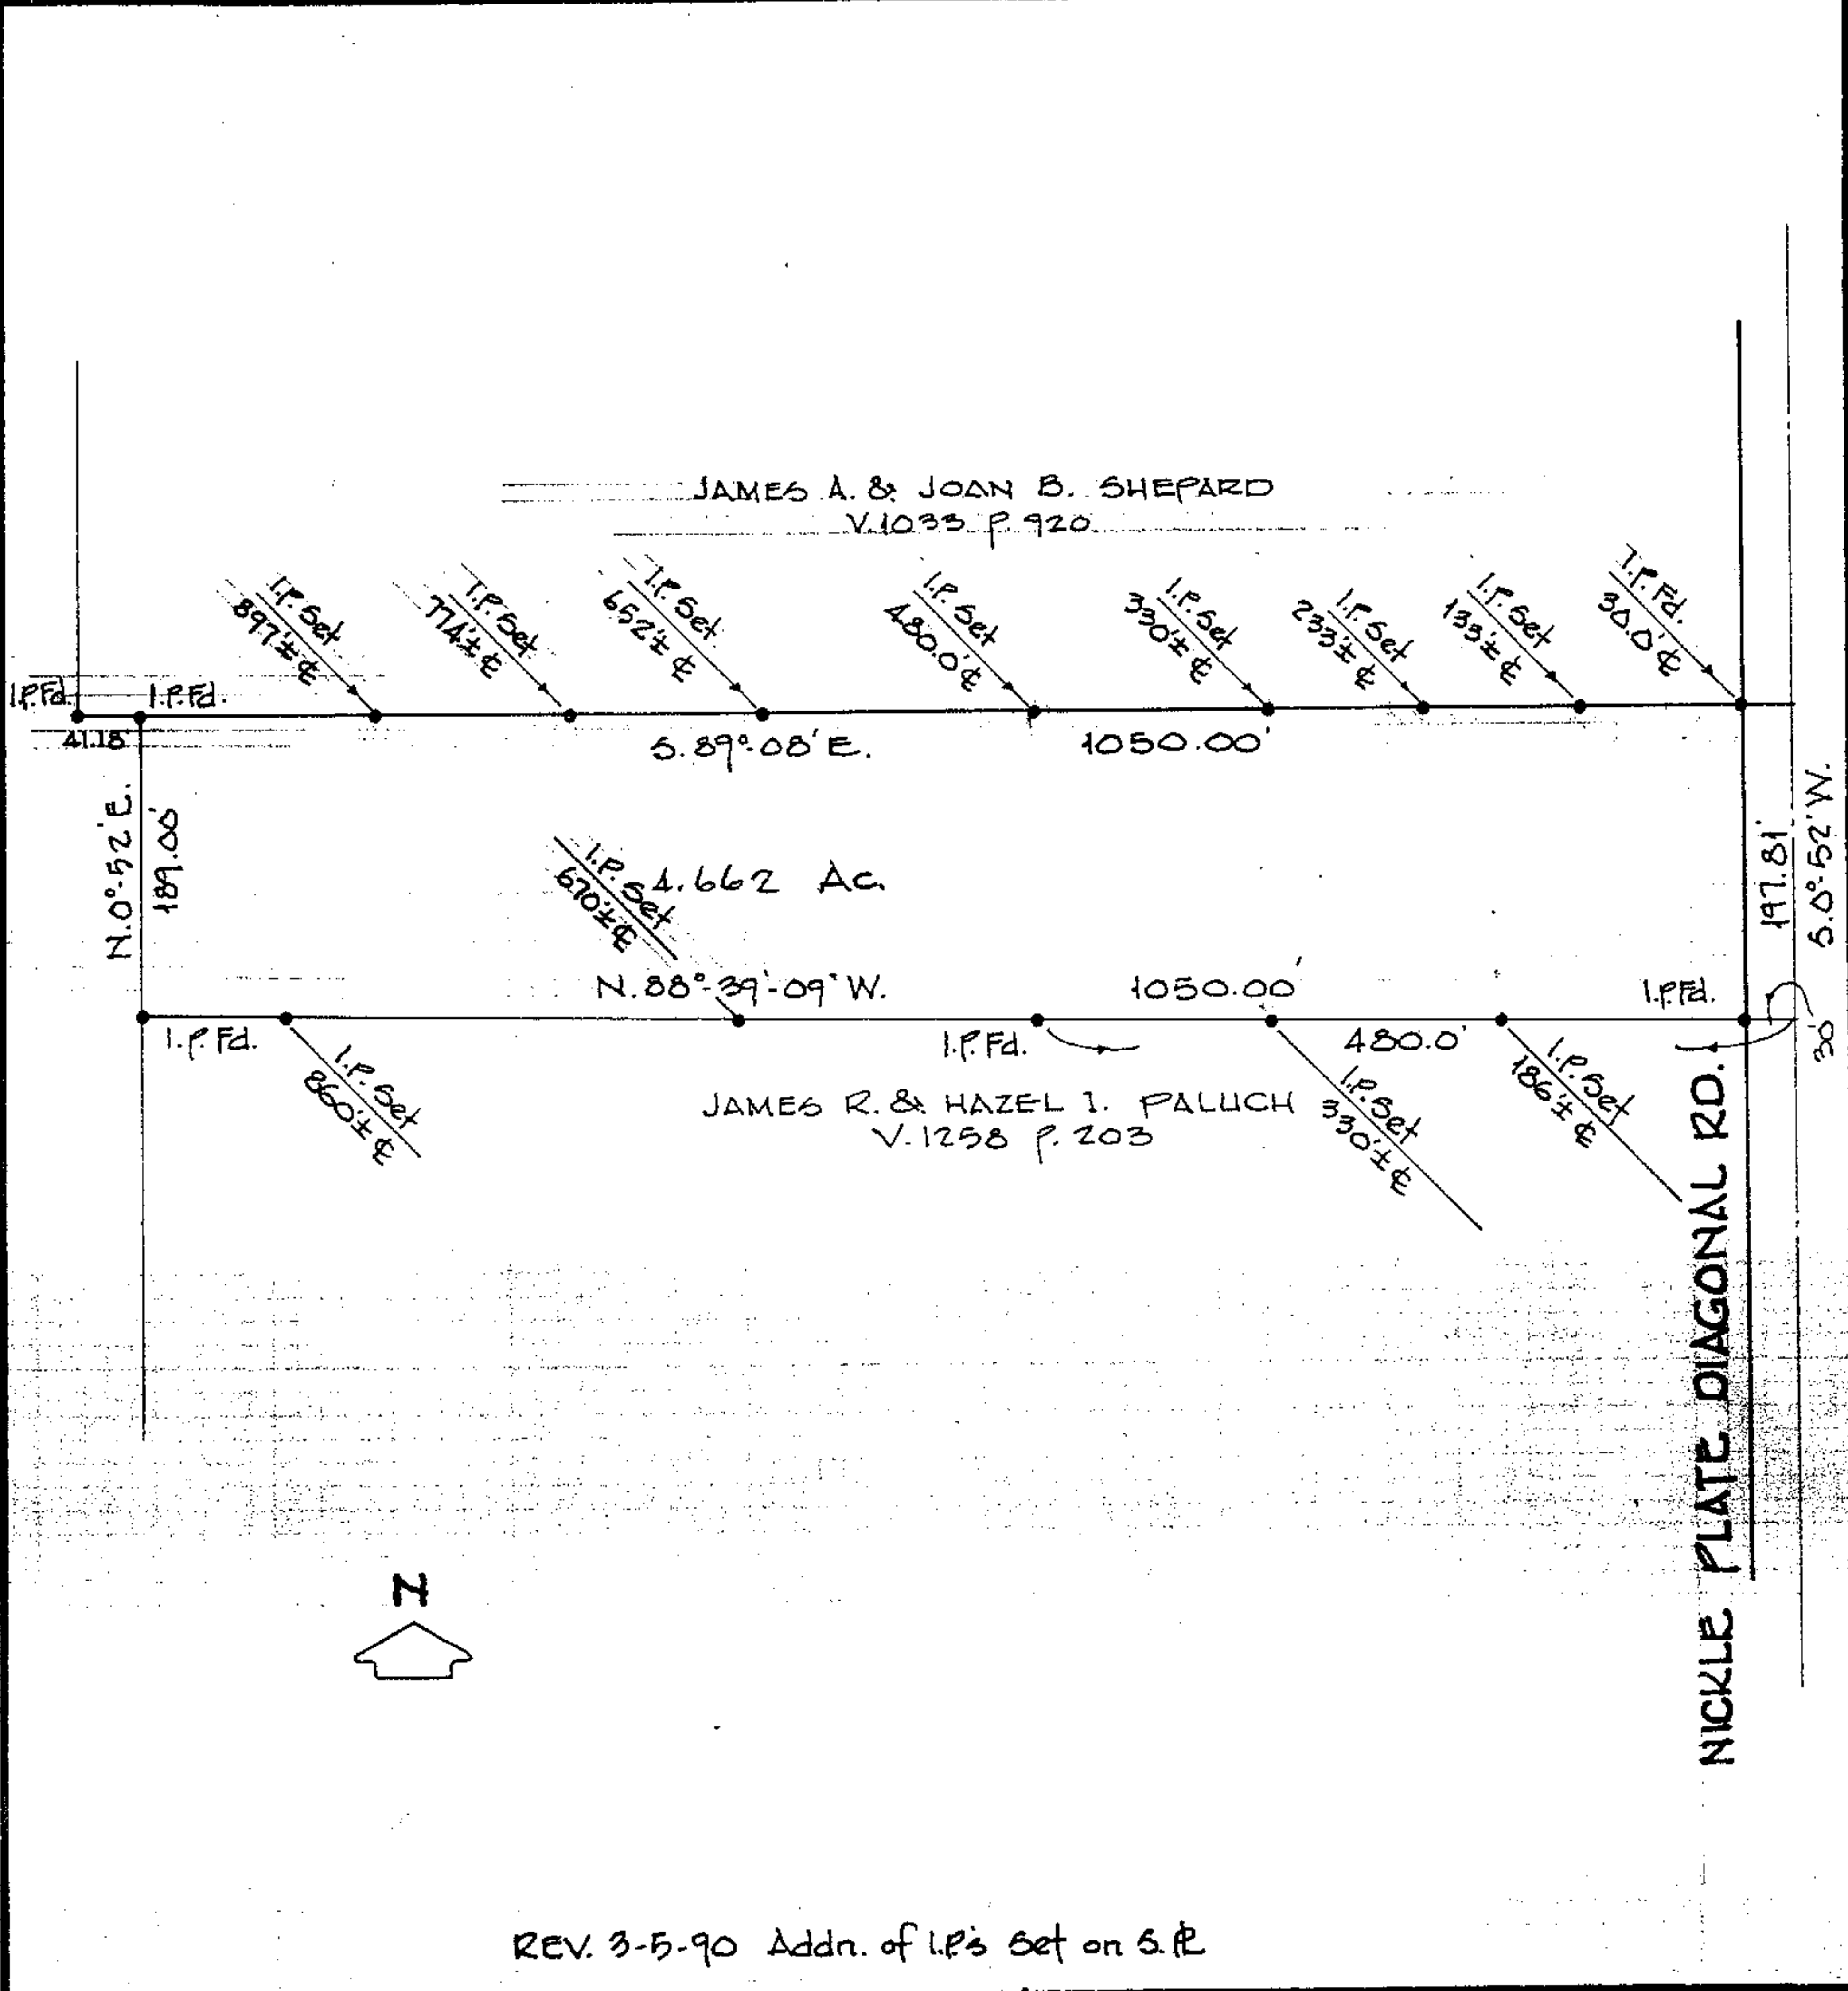 JAMES A. & JOAN B. SHEPARD
V.1033 P. 920
I.P. Set
897'± ℄
I.P. Set
774'± ℄
I.P. Set
652'± ℄
I.P. Set
480.0' ℄
I.P. Set
330'± ℄
I.P. Set
233'± ℄
I.P. Set
133'± ℄
I.P. Fd.
30.0' ℄
I.P. Fd.
I.P. Fd.
41.18'
S. 89°-08' E.
1050.00'
N. 0°-52' E.
189.00'
I.P. Set
670'± ℄
4.662 Ac.
197.81'
S. 0°-52' W.
N. 88°-39'-09" W.
1050.00'
I.P. Fd.
I.P. Fd.
I.P. Set
860'± ℄
I.P. Fd.
480.0'
30'
I.P. Set
330'± ℄
I.P. Set
186'± ℄
JAMES R. & HAZEL I. PALUCH
V. 1258 P. 203
NICKLE PLATE DIAGONAL RD.
N
REV. 3-5-90 Addn. of I.P.'s Set on S. ⅊